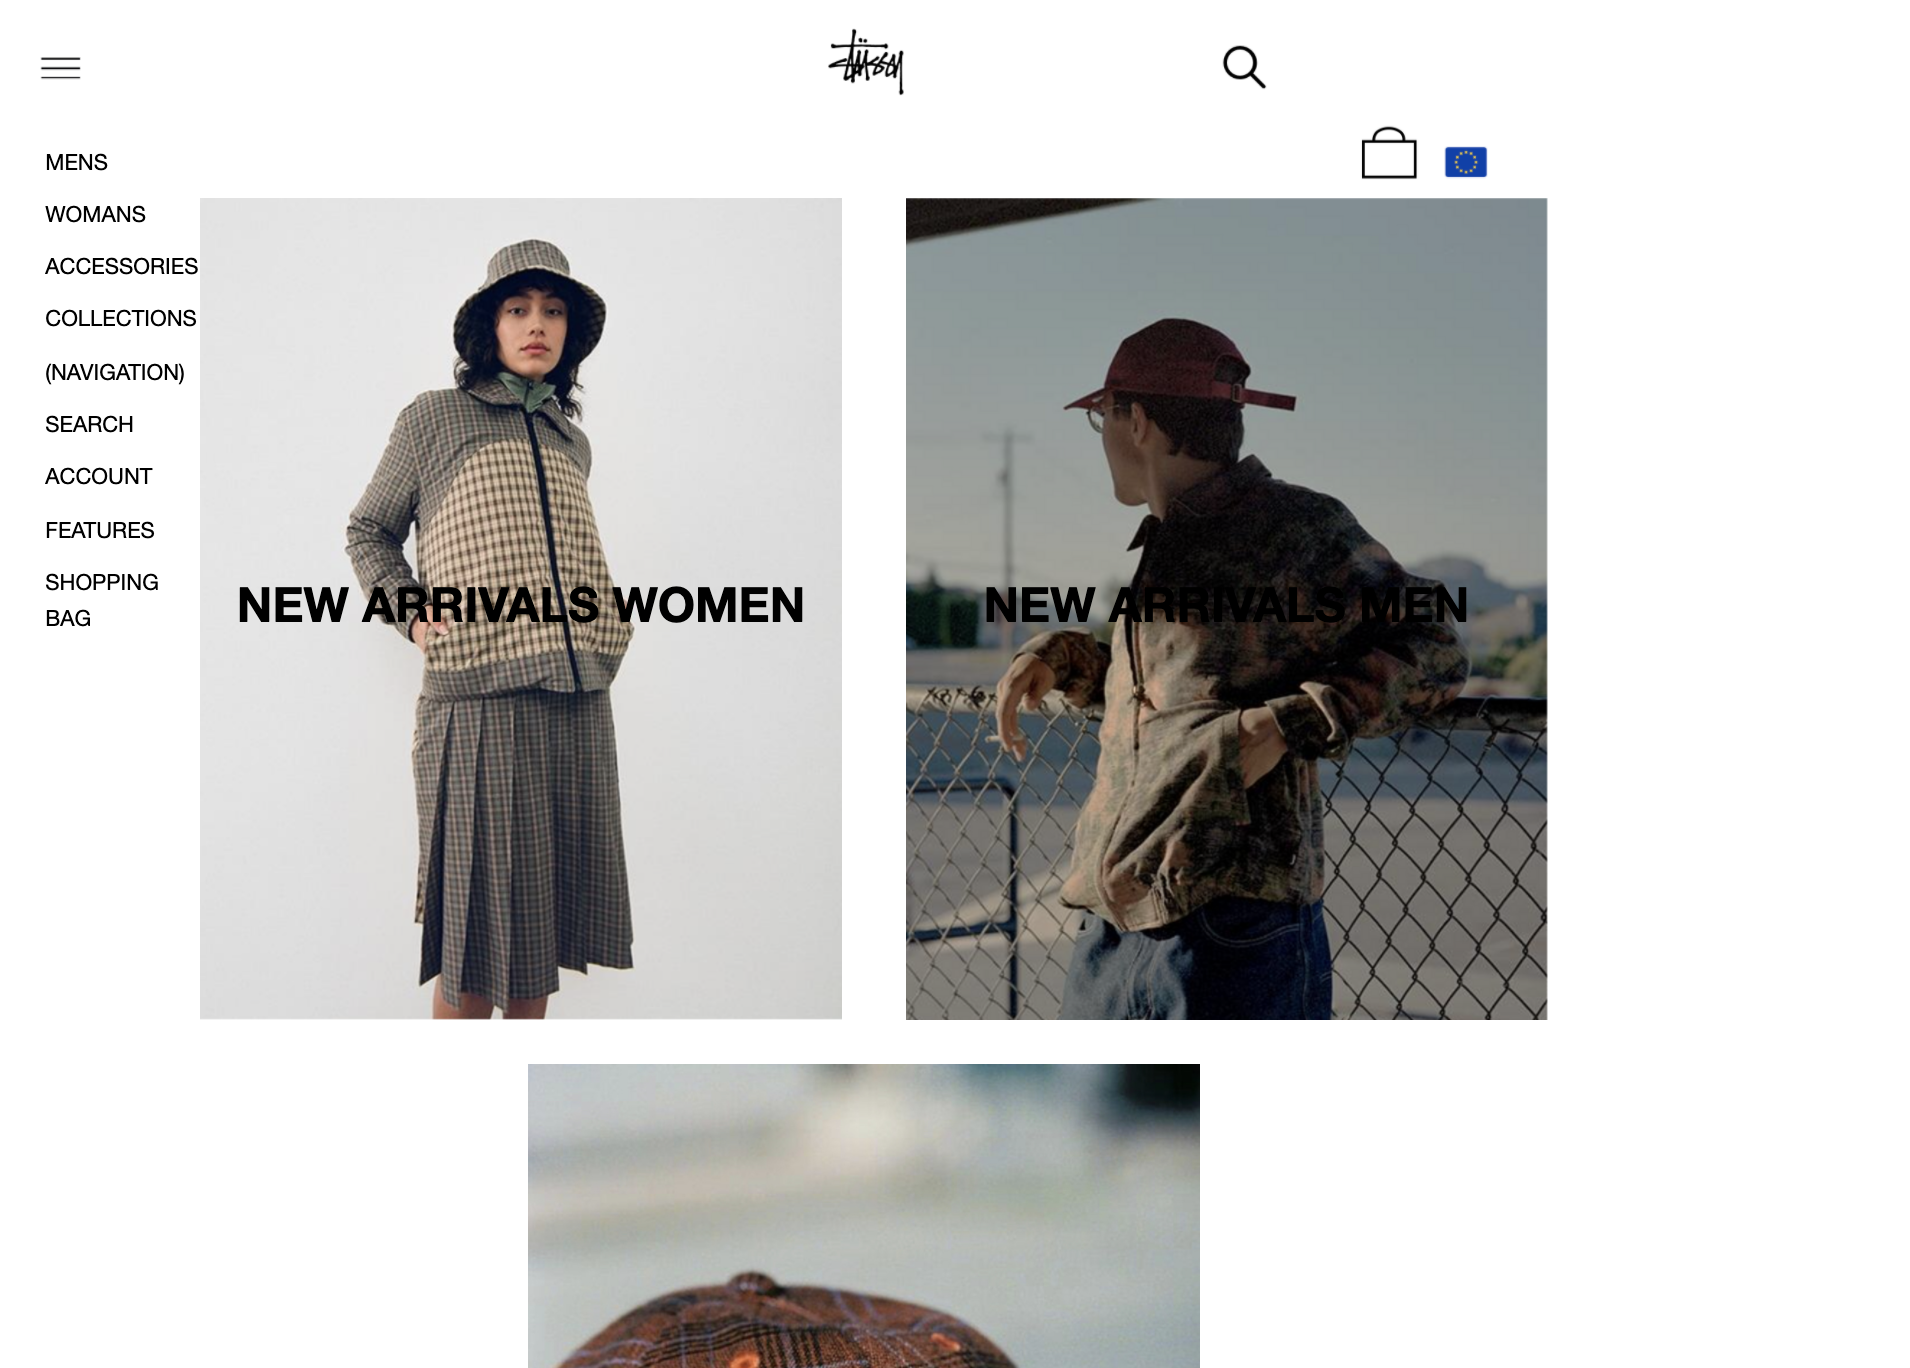 Stüssy
MENS
WOMANS
ACCESSORIES
COLLECTIONS
(NAVIGATION)
SEARCH
ACCOUNT
FEATURES
SHOPPING
BAG
NEW ARRIVALS WOMEN
NEW ARRIVALS MEN